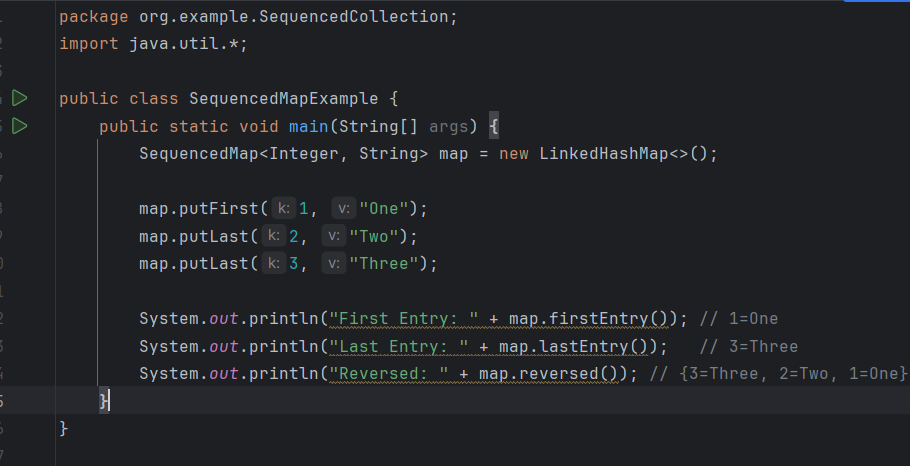 package org.example.SequencedCollection;
import java.util.*;
public class SequencedMapExample {
public static void main(String[] args) {
SequencedMap<Integer, String> map = new LinkedHashMap<>();
map.putFirst( k: 1, v: "One");
map.putLast( k: 2, v: "Two");
map.putLast( k: 3, v: "Three");
System.out.println("First Entry: " + map.firstEntry()); // 1=One
System.out.println("Last Entry: " + map.lastEntry());   // 3=Three
System.out.println("Reversed: " + map.reversed()); // {3=Three, 2=Two, 1=One}
}
}